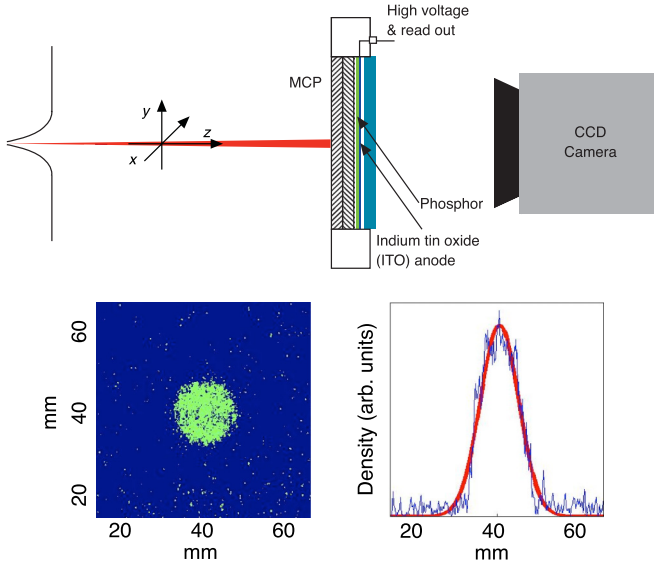 High voltage
& read out
MCP
y
z
x
CCD
Camera
Phosphor
Indium tin oxide
(ITO) anode
60
40
20
mm
20 40 60
mm
Density (arb. units)
20 40 60
mm